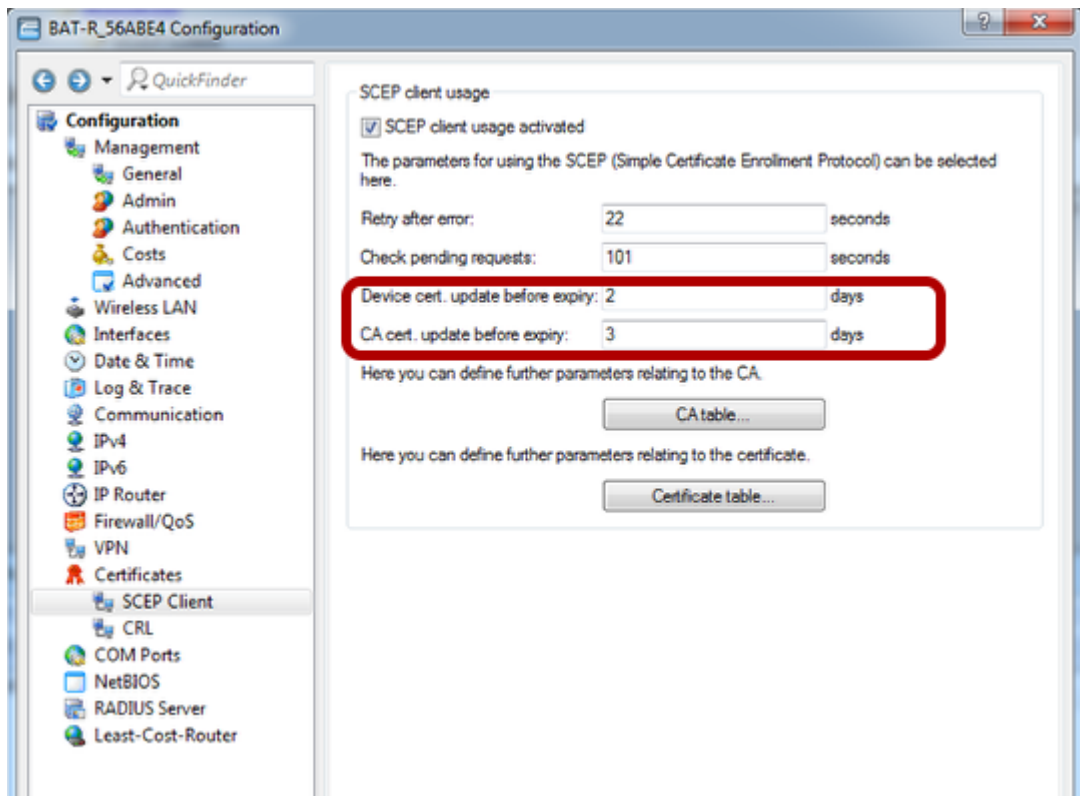 BAT-R_56ABE4 Configuration
QuickFinder
Configuration
Management
General
Admin
Authentication
Costs
Advanced
Wireless LAN
Interfaces
Date & Time
Log & Trace
Communication
IPv4
IPv6
IP Router
Firewall/QoS
VPN
Certificates
SCEP Client
CRL
COM Ports
NetBIOS
RADIUS Server
Least-Cost-Router
SCEP client usage
SCEP client usage activated
The parameters for using the SCEP (Simple Certificate Enrollment Protocol) can be selected
here.
Retry after error: 22 seconds
Check pending requests: 101 seconds
Device cert. update before expiry: 2 days
CA cert. update before expiry: 3 days
Here you can define further parameters relating to the CA.
CA table...
Here you can define further parameters relating to the certificate.
Certificate table...